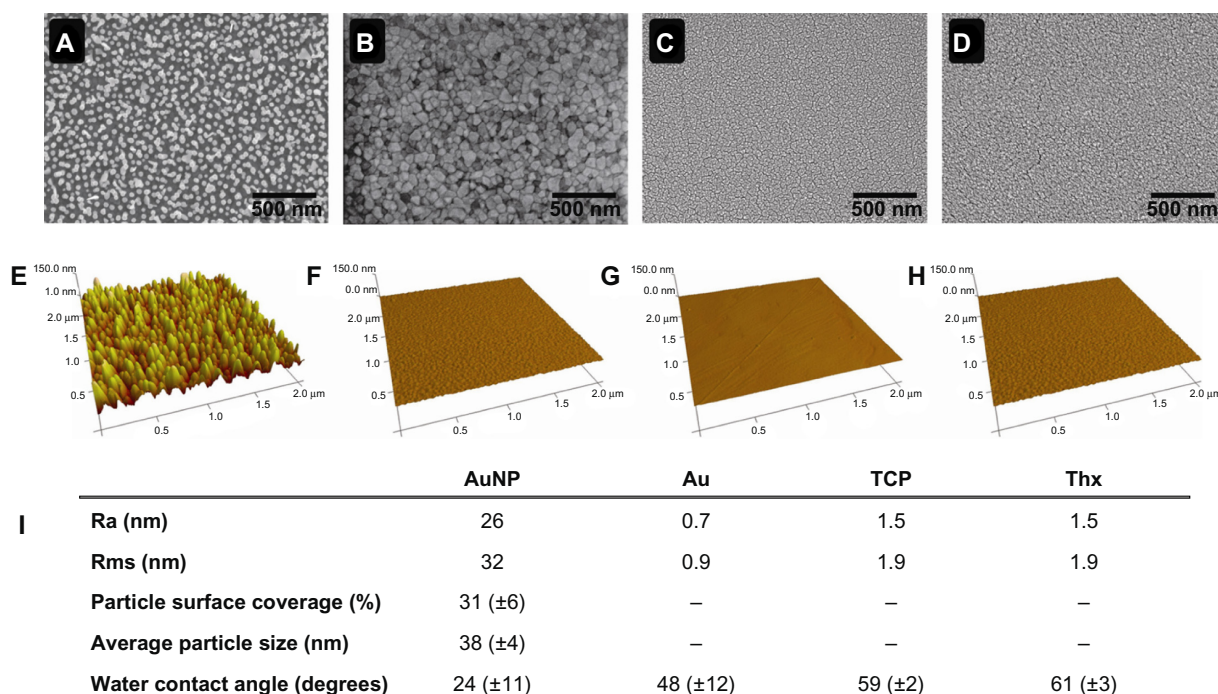 A B C D
500 nm 500 nm 500 nm 500 nm
E F G H
150.0 nm 150.0 nm 150.0 nm 150.0 nm
1.0 nm 0.0 nm 0.0 nm 0.0 nm
2.0 µm 2.0 µm 2.0 µm 2.0 µm
1.5 1.5 1.5 1.5
1.0 1.0 1.0 1.0
0.5 0.5 0.5 0.5
2.0 µm 2.0 µm 2.0 µm 2.0 µm
1.5 1.5 1.5 1.5
1.0 1.0 1.0 1.0
0.5 0.5 0.5 0.5
AuNP Au TCP Thx
I
Ra (nm) 26 0.7 1.5 1.5
Rms (nm) 32 0.9 1.9 1.9
Particle surface coverage (%) 31 (±6) – – –
Average particle size (nm) 38 (±4) – – –
Water contact angle (degrees) 24 (±11) 48 (±12) 59 (±2) 61 (±3)